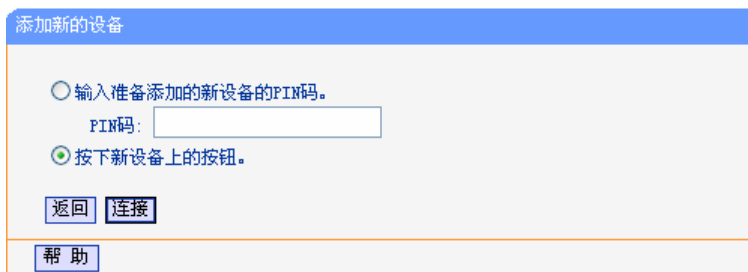 添加新的设备
输入准备添加的新设备的PIN码。
PIN码:
按下新设备上的按钮。
返回 连接
帮 助